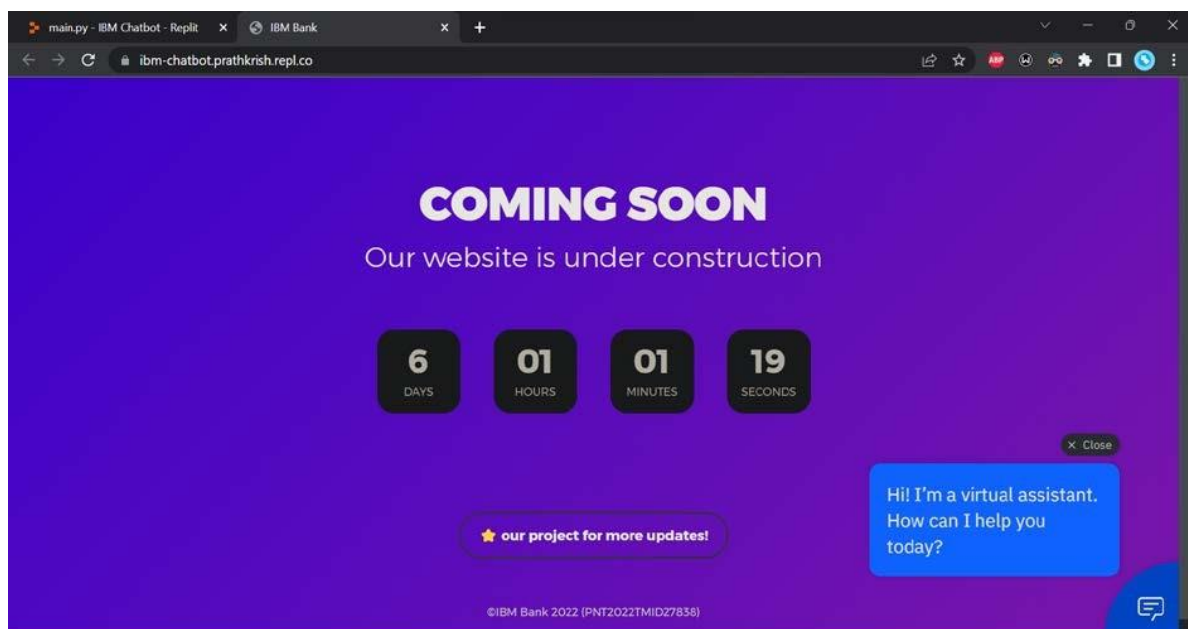 main.py - IBM Chatbot - Replit
IBM Bank
ibm-chatbot.prathkrish.repl.co
ABP
COMING SOON
Our website is under construction
6 01 01 19
DAYS HOURS MINUTES SECONDS
× Close
Hi! I'm a virtual assistant.
How can I help you
today?
⭐ our project for more updates!
©IBM Bank 2022 (PNT2022TMID27838)